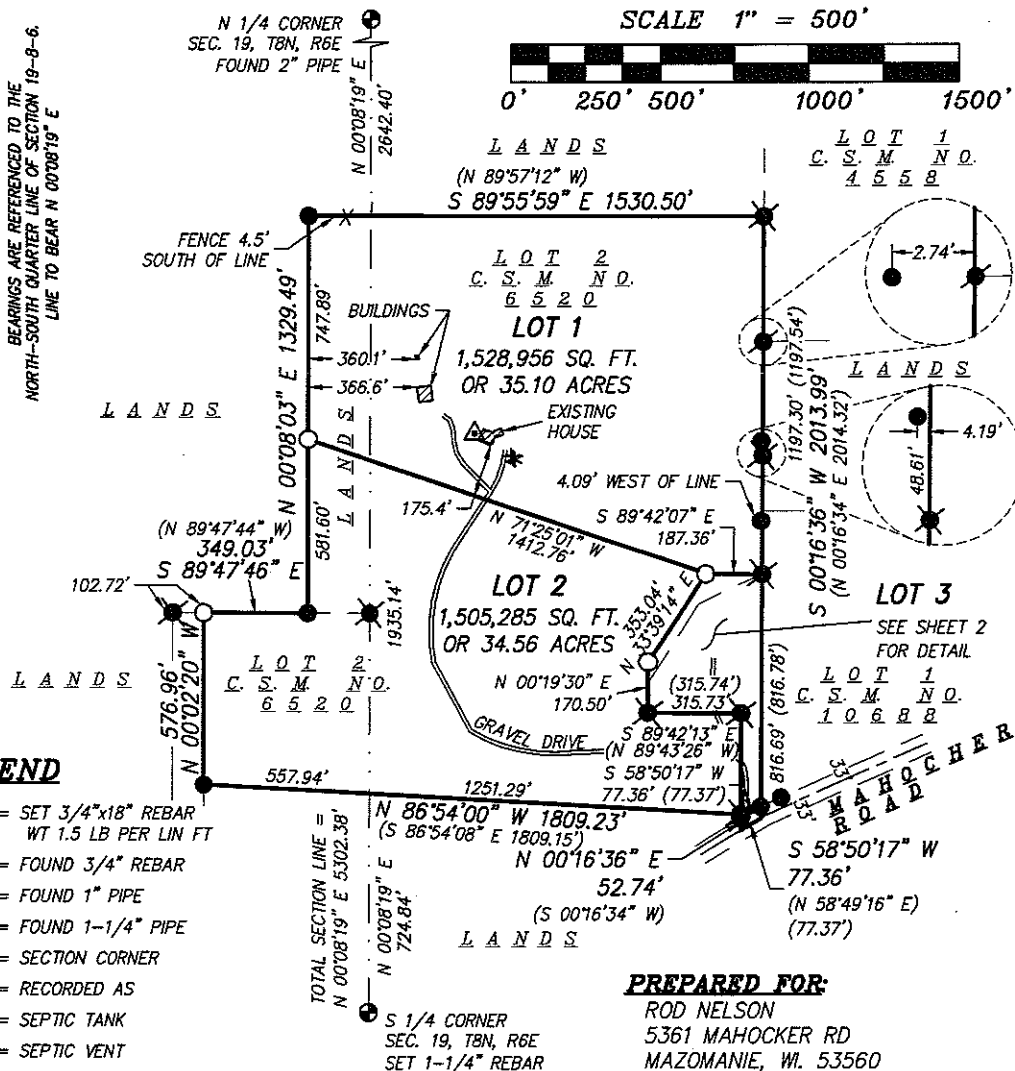 BEARINGS ARE REFERENCED TO THE
NORTH-SOUTH QUARTER LINE OF SECTION 19-8-6.
LINE TO BEAR N 00°08'19" E
N 1/4 CORNER
SEC. 19, T8N, R6E
FOUND 2" PIPE
N 00°08'19" E
2642.40'
SCALE 1" = 500'
0' 250' 500' 1000' 1500'
LANDS
(N 89°57'12" W)
S 89°55'59" E 1530.50'
LOT 1
C.S.M. NO.
4558
FENCE 4.5'
SOUTH OF LINE
X
LOT 2
C.S.M. NO.
6520
LOT 1
1,528,956 SQ. FT.
OR 35.10 ACRES
BUILDINGS
360.1'
366.6'
N 00°08'03" E 1329.49'
747.89'
581.60'
LANDS
LANDS
EXISTING
HOUSE
175.4'
2.74'
LANDS
4.19'
48.61'
1197.30' (1197.54')
S 00°16'36" W 2013.99'
(N 00°16'34" E 2014.32')
4.09' WEST OF LINE
S 89°42'07" E
187.36'
N 71°25'01" W
1412.76'
(N 89°47'44" W)
349.03'
S 89°47'46" E
102.72'
1935.14'
LOT 2
1,505,285 SQ. FT.
OR 34.56 ACRES
353.04'
N 33°39'14" E
LOT 3
SEE SHEET 2
FOR DETAIL
LOT 1
C.S.M. NO.
10688
LANDS
576.96'
N 00°02'20" W
LOT 2
C.S.M. NO.
6520
N 00°19'30" E
170.50'
(315.74')
315.73'
S 89°42'13" E
(N 89°43'26" W)
816.69' (816.78')
GRAVEL DRIVE
S 58°50'17" W
77.36' (77.37')
33'
33'
MAHOCHER
ROAD
557.94'
1251.29'
N 86°54'00" W 1809.23'
(S 86°54'08" E 1809.15')
N 00°16'36" E
52.74'
(S 00°16'34" W)
S 58°50'17" W
77.36'
(N 58°49'16" E)
(77.37')
END
= SET 3/4"x18" REBAR
WT 1.5 LB PER LIN FT
= FOUND 3/4" REBAR
= FOUND 1" PIPE
= FOUND 1-1/4" PIPE
= SECTION CORNER
= RECORDED AS
= SEPTIC TANK
= SEPTIC VENT
TOTAL SECTION LINE =
N 00°08'19" E 5302.38'
N 00°08'19" E
724.84'
LANDS
S 1/4 CORNER
SEC. 19, T8N, R6E
SET 1-1/4" REBAR
PREPARED FOR:
ROD NELSON
5361 MAHOCKER RD
MAZOMANIE, WI. 53560